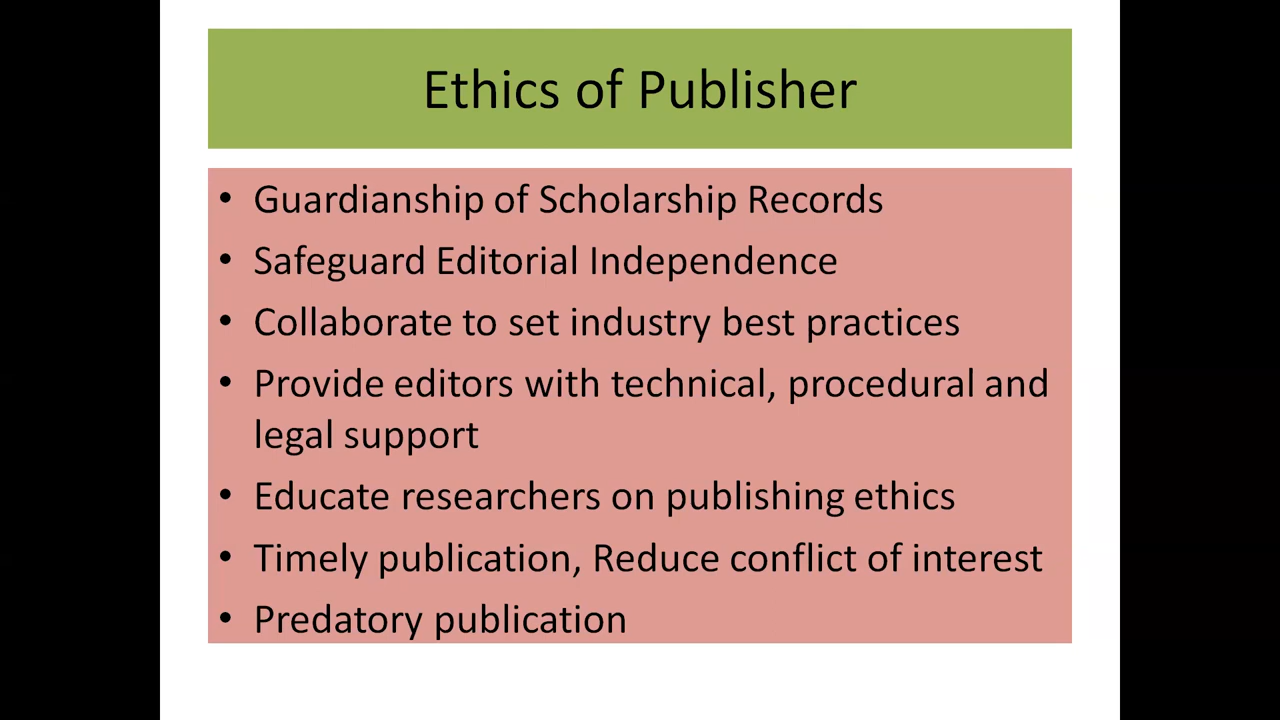 Ethics of Publisher
• Guardianship of Scholarship Records
• Safeguard Editorial Independence
• Collaborate to set industry best practices
• Provide editors with technical, procedural and
legal support
• Educate researchers on publishing ethics
• Timely publication, Reduce conflict of interest
• Predatory publication